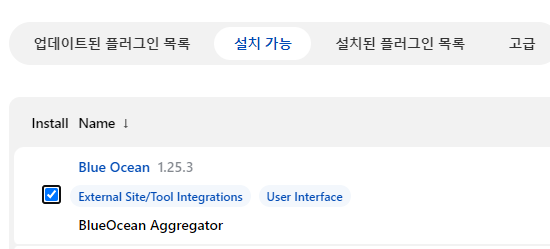 업데이트된 플러그인 목록 설치 가능 설치된 플러그인 목록 고급
Install Name ↓
Blue Ocean 1.25.3
External Site/Tool Integrations User Interface
BlueOcean Aggregator